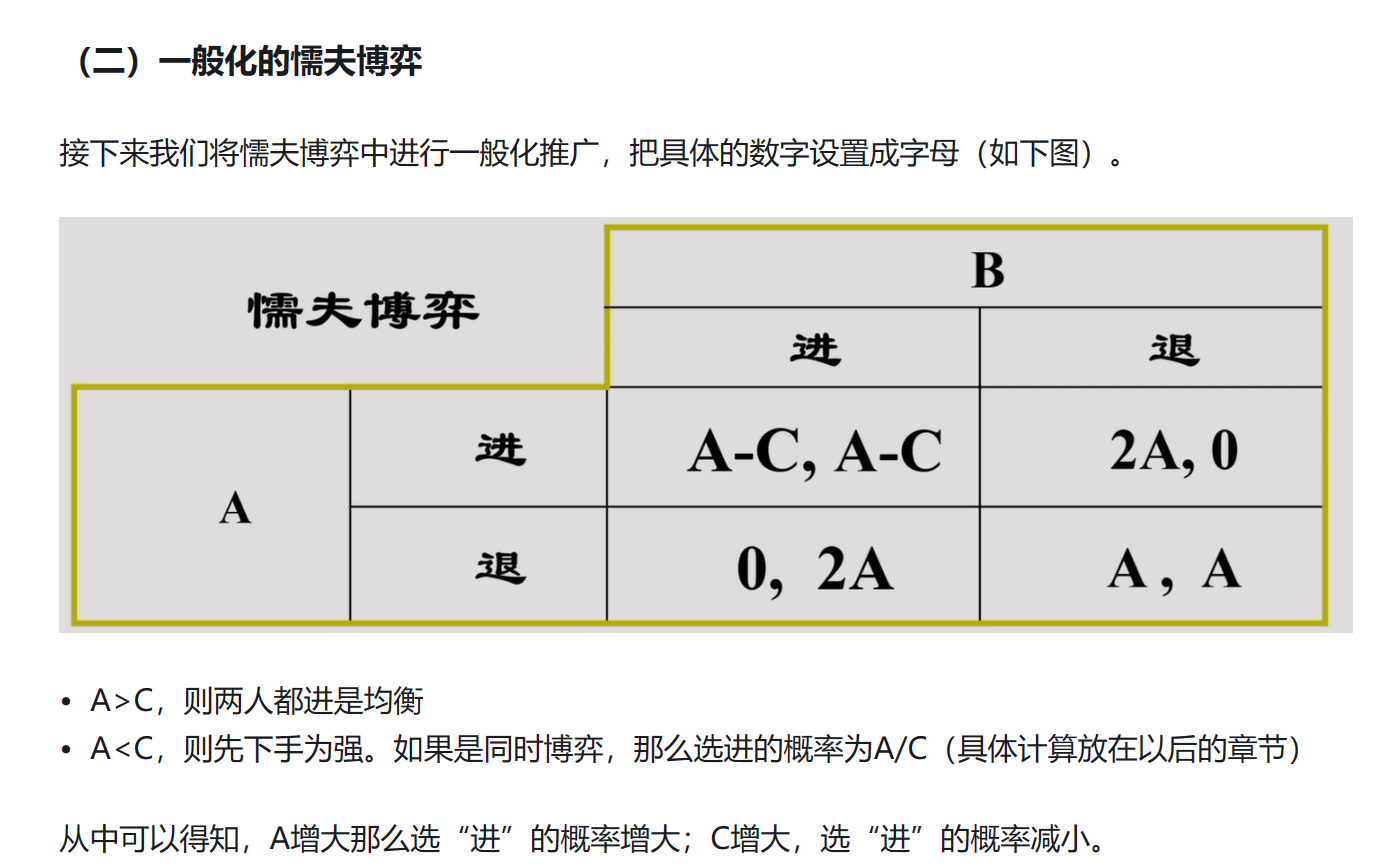 （二）一般化的懦夫博弈
接下来我们将懦夫博弈中进行一般化推广，把具体的数字设置成字母（如下图）。
懦夫博弈
B
进 退
A
进 A-C, A-C 2A, 0
退 0, 2A A, A
• A>C，则两人都进是均衡
• A<C，则先下手为强。如果是同时博弈，那么选进的概率为A/C（具体计算放在以后的章节）
从中可以得知，A增大那么选“进”的概率增大；C增大，选“进”的概率减小。